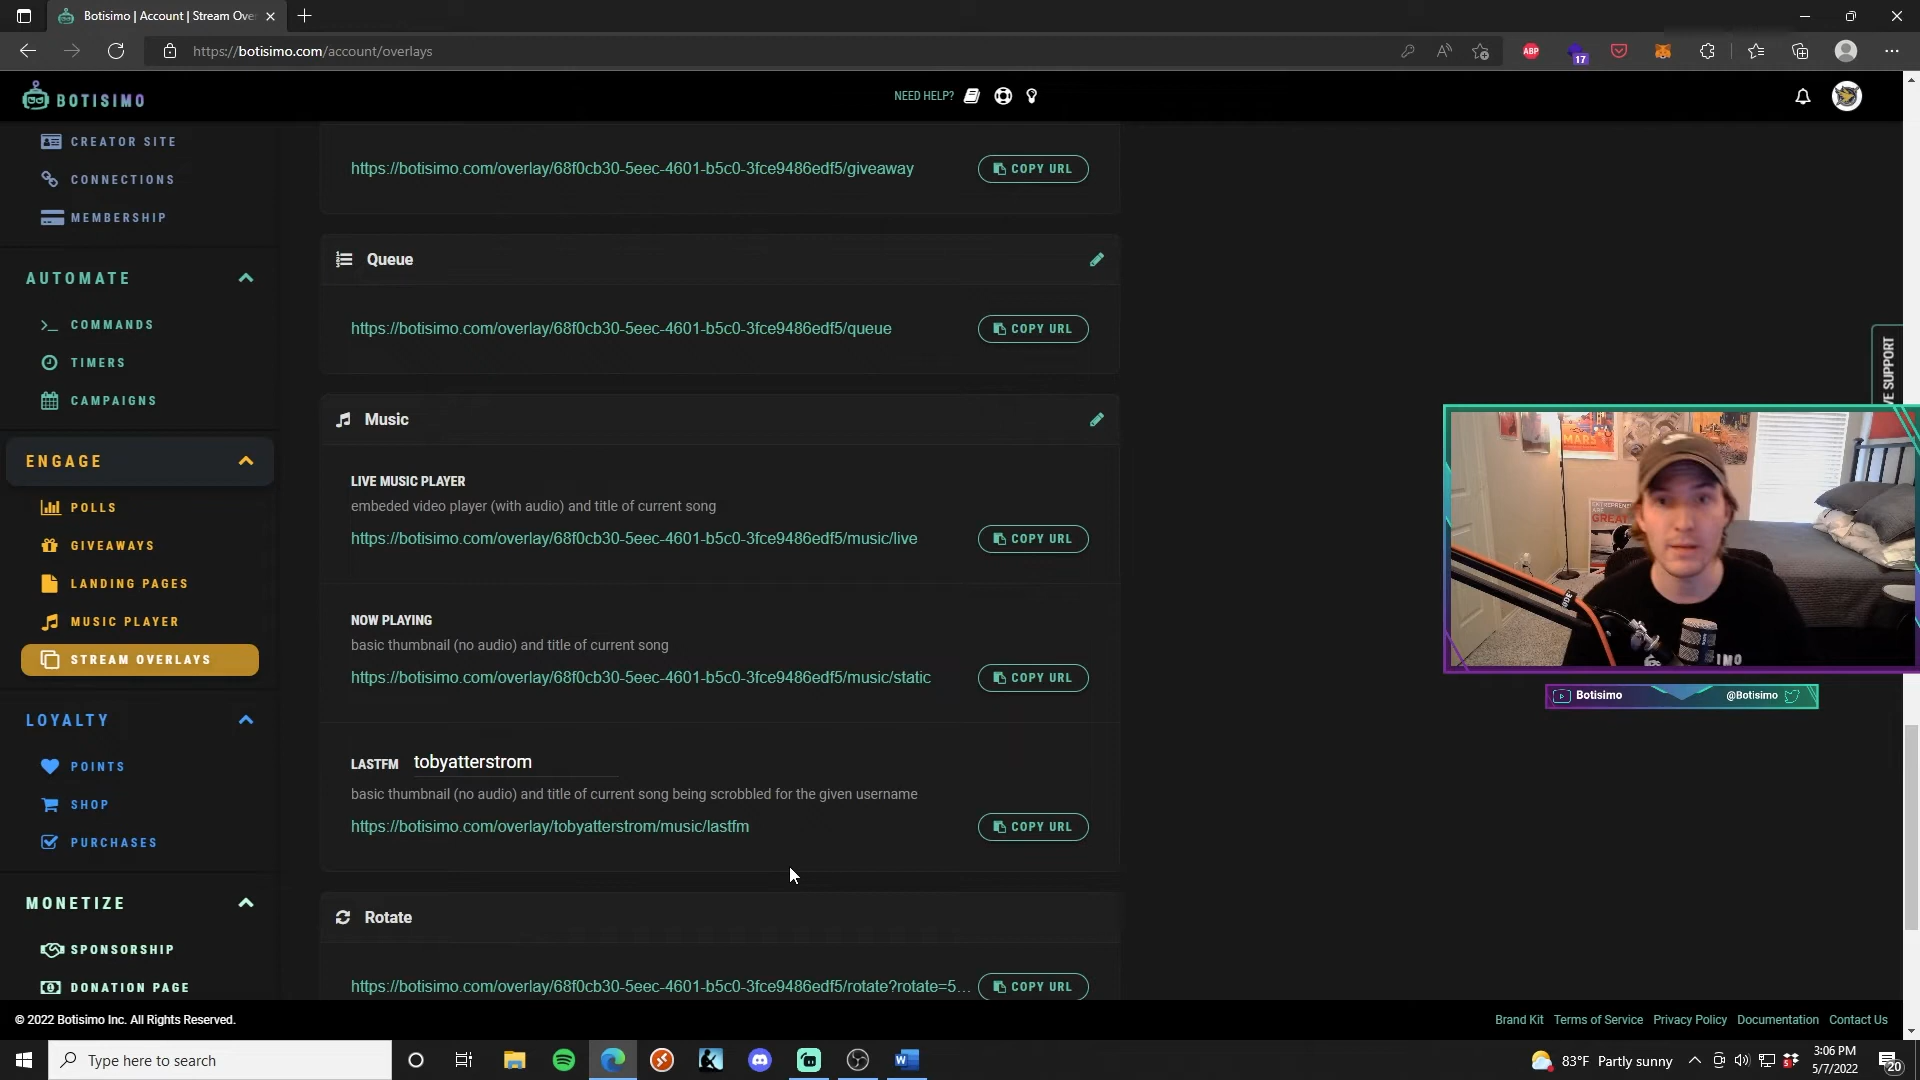 Botisimo | Account | Stream Over
https://botisimo.com/account/overlays
ABP
17
BOTISIMO
NEED HELP?
CREATOR SITE
CONNECTIONS
MEMBERSHIP
AUTOMATE
COMMANDS
TIMERS
CAMPAIGNS
ENGAGE
POLLS
GIVEAWAYS
LANDING PAGES
MUSIC PLAYER
STREAM OVERLAYS
LOYALTY
POINTS
SHOP
PURCHASES
MONETIZE
SPONSORSHIP
DONATION PAGE
https://botisimo.com/overlay/68f0cb30-5eec-4601-b5c0-3fce9486edf5/giveaway
COPY URL
Queue
https://botisimo.com/overlay/68f0cb30-5eec-4601-b5c0-3fce9486edf5/queue
COPY URL
Music
LIVE MUSIC PLAYER
embeded video player (with audio) and title of current song
https://botisimo.com/overlay/68f0cb30-5eec-4601-b5c0-3fce9486edf5/music/live
COPY URL
NOW PLAYING
basic thumbnail (no audio) and title of current song
https://botisimo.com/overlay/68f0cb30-5eec-4601-b5c0-3fce9486edf5/music/static
COPY URL
LASTFM tobyatterstrom
basic thumbnail (no audio) and title of current song being scrobbled for the given username
https://botisimo.com/overlay/tobyatterstrom/music/lastfm
COPY URL
Rotate
https://botisimo.com/overlay/68f0cb30-5eec-4601-b5c0-3fce9486edf5/rotate?rotate=5...
COPY URL
VE SUPPORT
MARS
GREAT
Botisimo
@Botisimo
© 2022 Botisimo Inc. All Rights Reserved.
Brand Kit Terms of Service Privacy Policy Documentation Contact Us
Type here to search
83°F Partly sunny
3:06 PM
5/7/2022
20